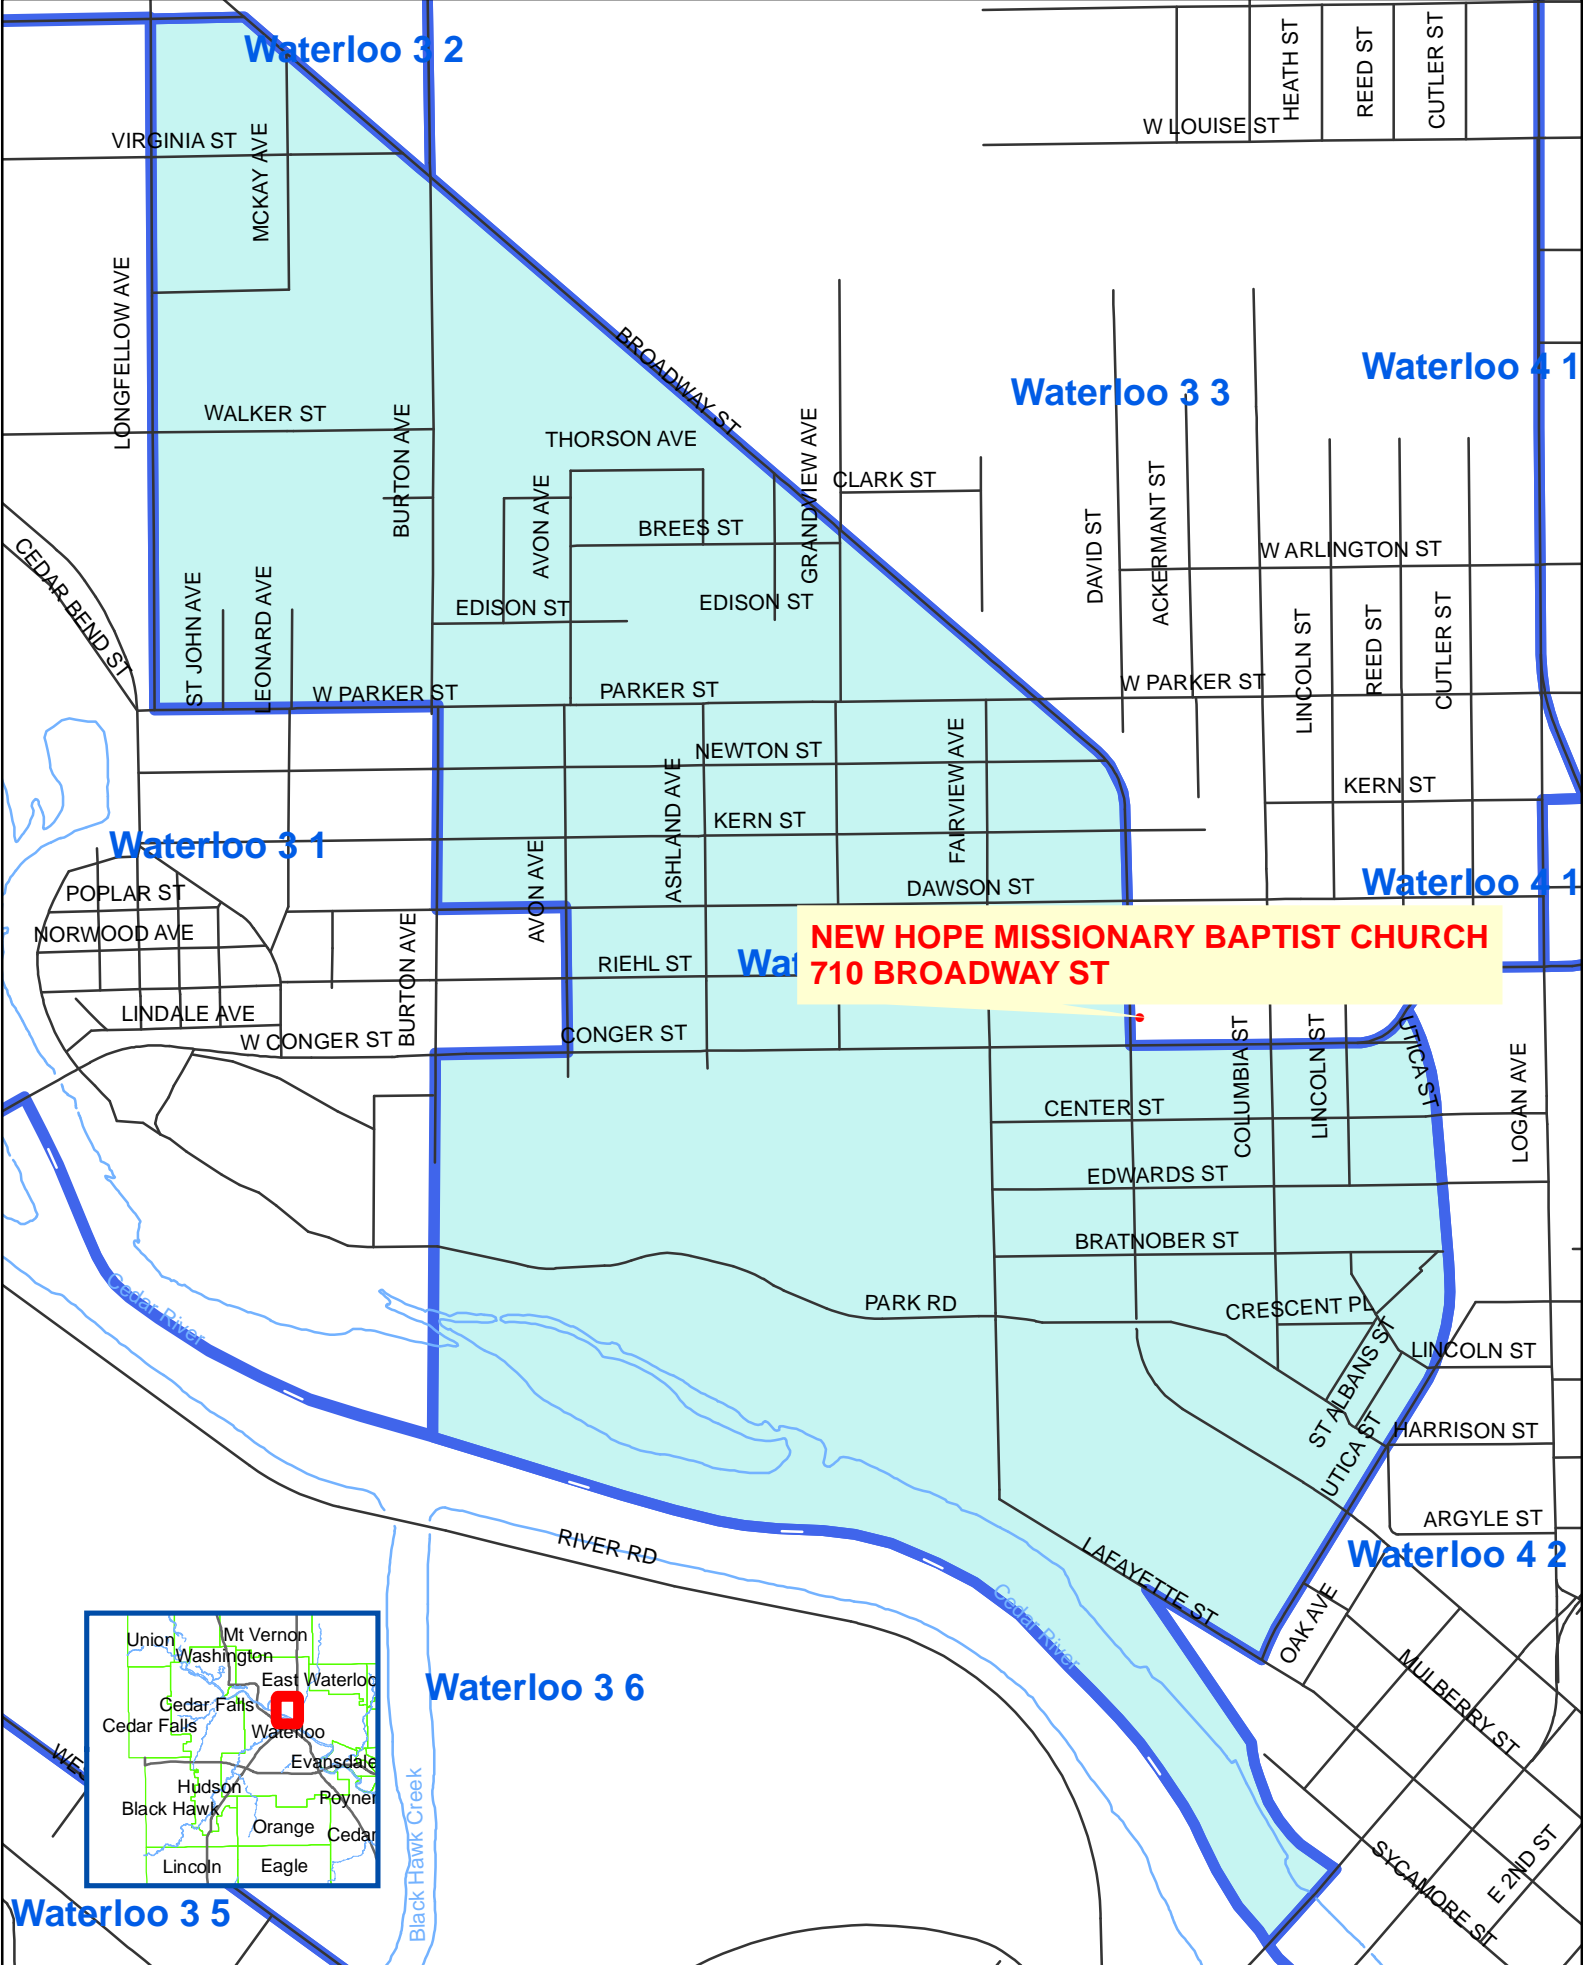 Waterloo 3 2
HEATH ST
REED ST
CUTLER ST
W LOUISE ST
VIRGINIA ST
MCKAY AVE
LONGFELLOW AVE
BROADWAY ST
Waterloo 4 1
Waterloo 3 3
WALKER ST
BURTON AVE
THORSON AVE
GRANDVIEW AVE
CLARK ST
AVON AVE
BREES ST
DAVID ST
ACKERMANT ST
W ARLINGTON ST
CEDAR BEND ST
ST JOHN AVE
LEONARD AVE
EDISON ST
EDISON ST
LINCOLN ST
REED ST
CUTLER ST
W PARKER ST
PARKER ST
W PARKER ST
NEWTON ST
FAIRVIEW AVE
ASHLAND AVE
KERN ST
KERN ST
Waterloo 3 1
AVON AVE
DAWSON ST
Waterloo 4 1
POPLAR ST
NORWOOD AVE
BURTON AVE
RIEHL ST
Wat
NEW HOPE MISSIONARY BAPTIST CHURCH
710 BROADWAY ST
LINDALE AVE
W CONGER ST
CONGER ST
COLUMBIA ST
LINCOLN ST
UTICA ST
LOGAN AVE
CENTER ST
EDWARDS ST
BRATNOBER ST
Cedar River
PARK RD
CRESCENT PL
ST ALBANS ST
LINCOLN ST
UTICA ST
HARRISON ST
ARGYLE ST
RIVER RD
LAFAYETTE ST
Waterloo 4 2
Cedar River
OAK AVE
MULBERRY ST
Union
Mt Vernon
Washington
East Waterloo
Cedar Falls
Cedar Falls
Waterloo
Evansdale
Hudson
Black Hawk
Poyner
Orange
Cedar
Lincoln
Eagle
Waterloo 3 6
WES
Black Hawk Creek
SYCAMORE ST
E 2ND ST
Waterloo 3 5